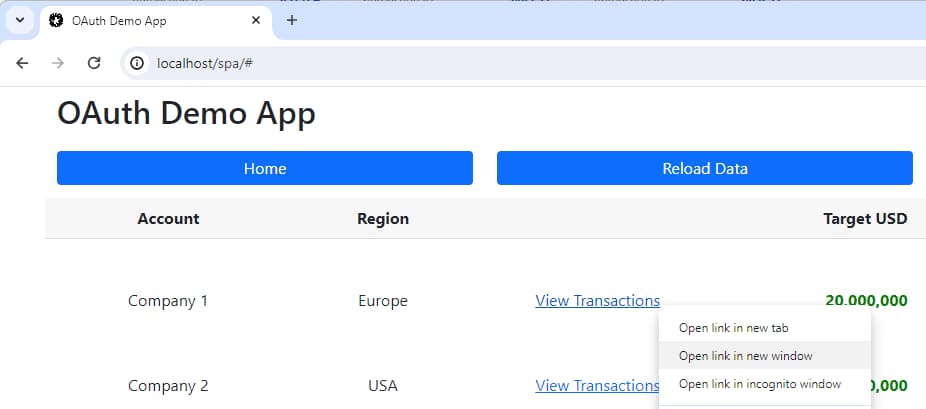 OAuth Demo App
localhost/spa/#
OAuth Demo App
Home Reload Data
Account Region Target USD
Company 1 Europe View Transactions 20,000,000
Open link in new tab
Open link in new window
Open link in incognito window
Company 2 USA View Transactions 0,000